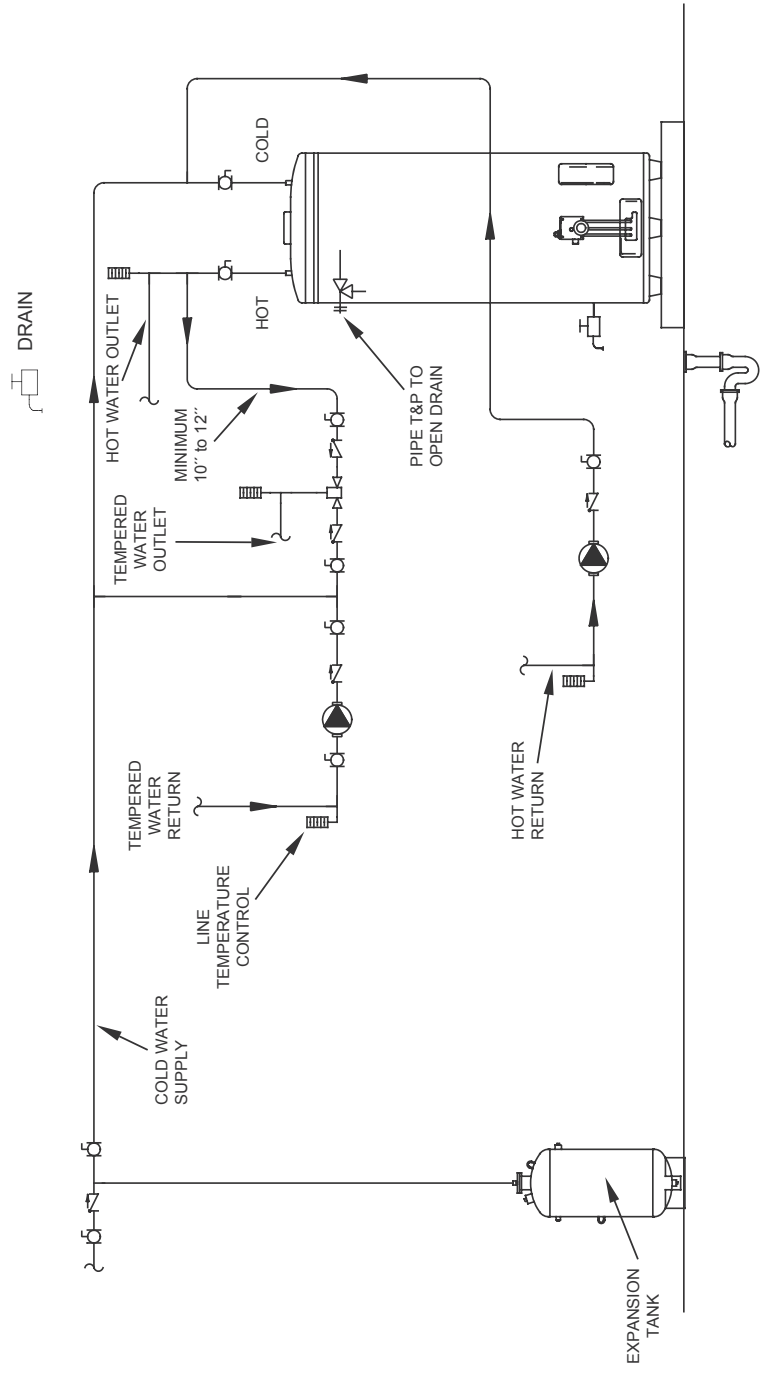 DRAIN
HOT WATER OUTLET
COLD
HOT
MINIMUM
10˝ to 12˝
TEMPERED
WATER
OUTLET
PIPE T&P TO
OPEN DRAIN
TEMPERED
WATER
RETURN
HOT WATER
RETURN
LINE
TEMPERATURE
CONTROL
COLD WATER
SUPPLY
EXPANSION
TANK